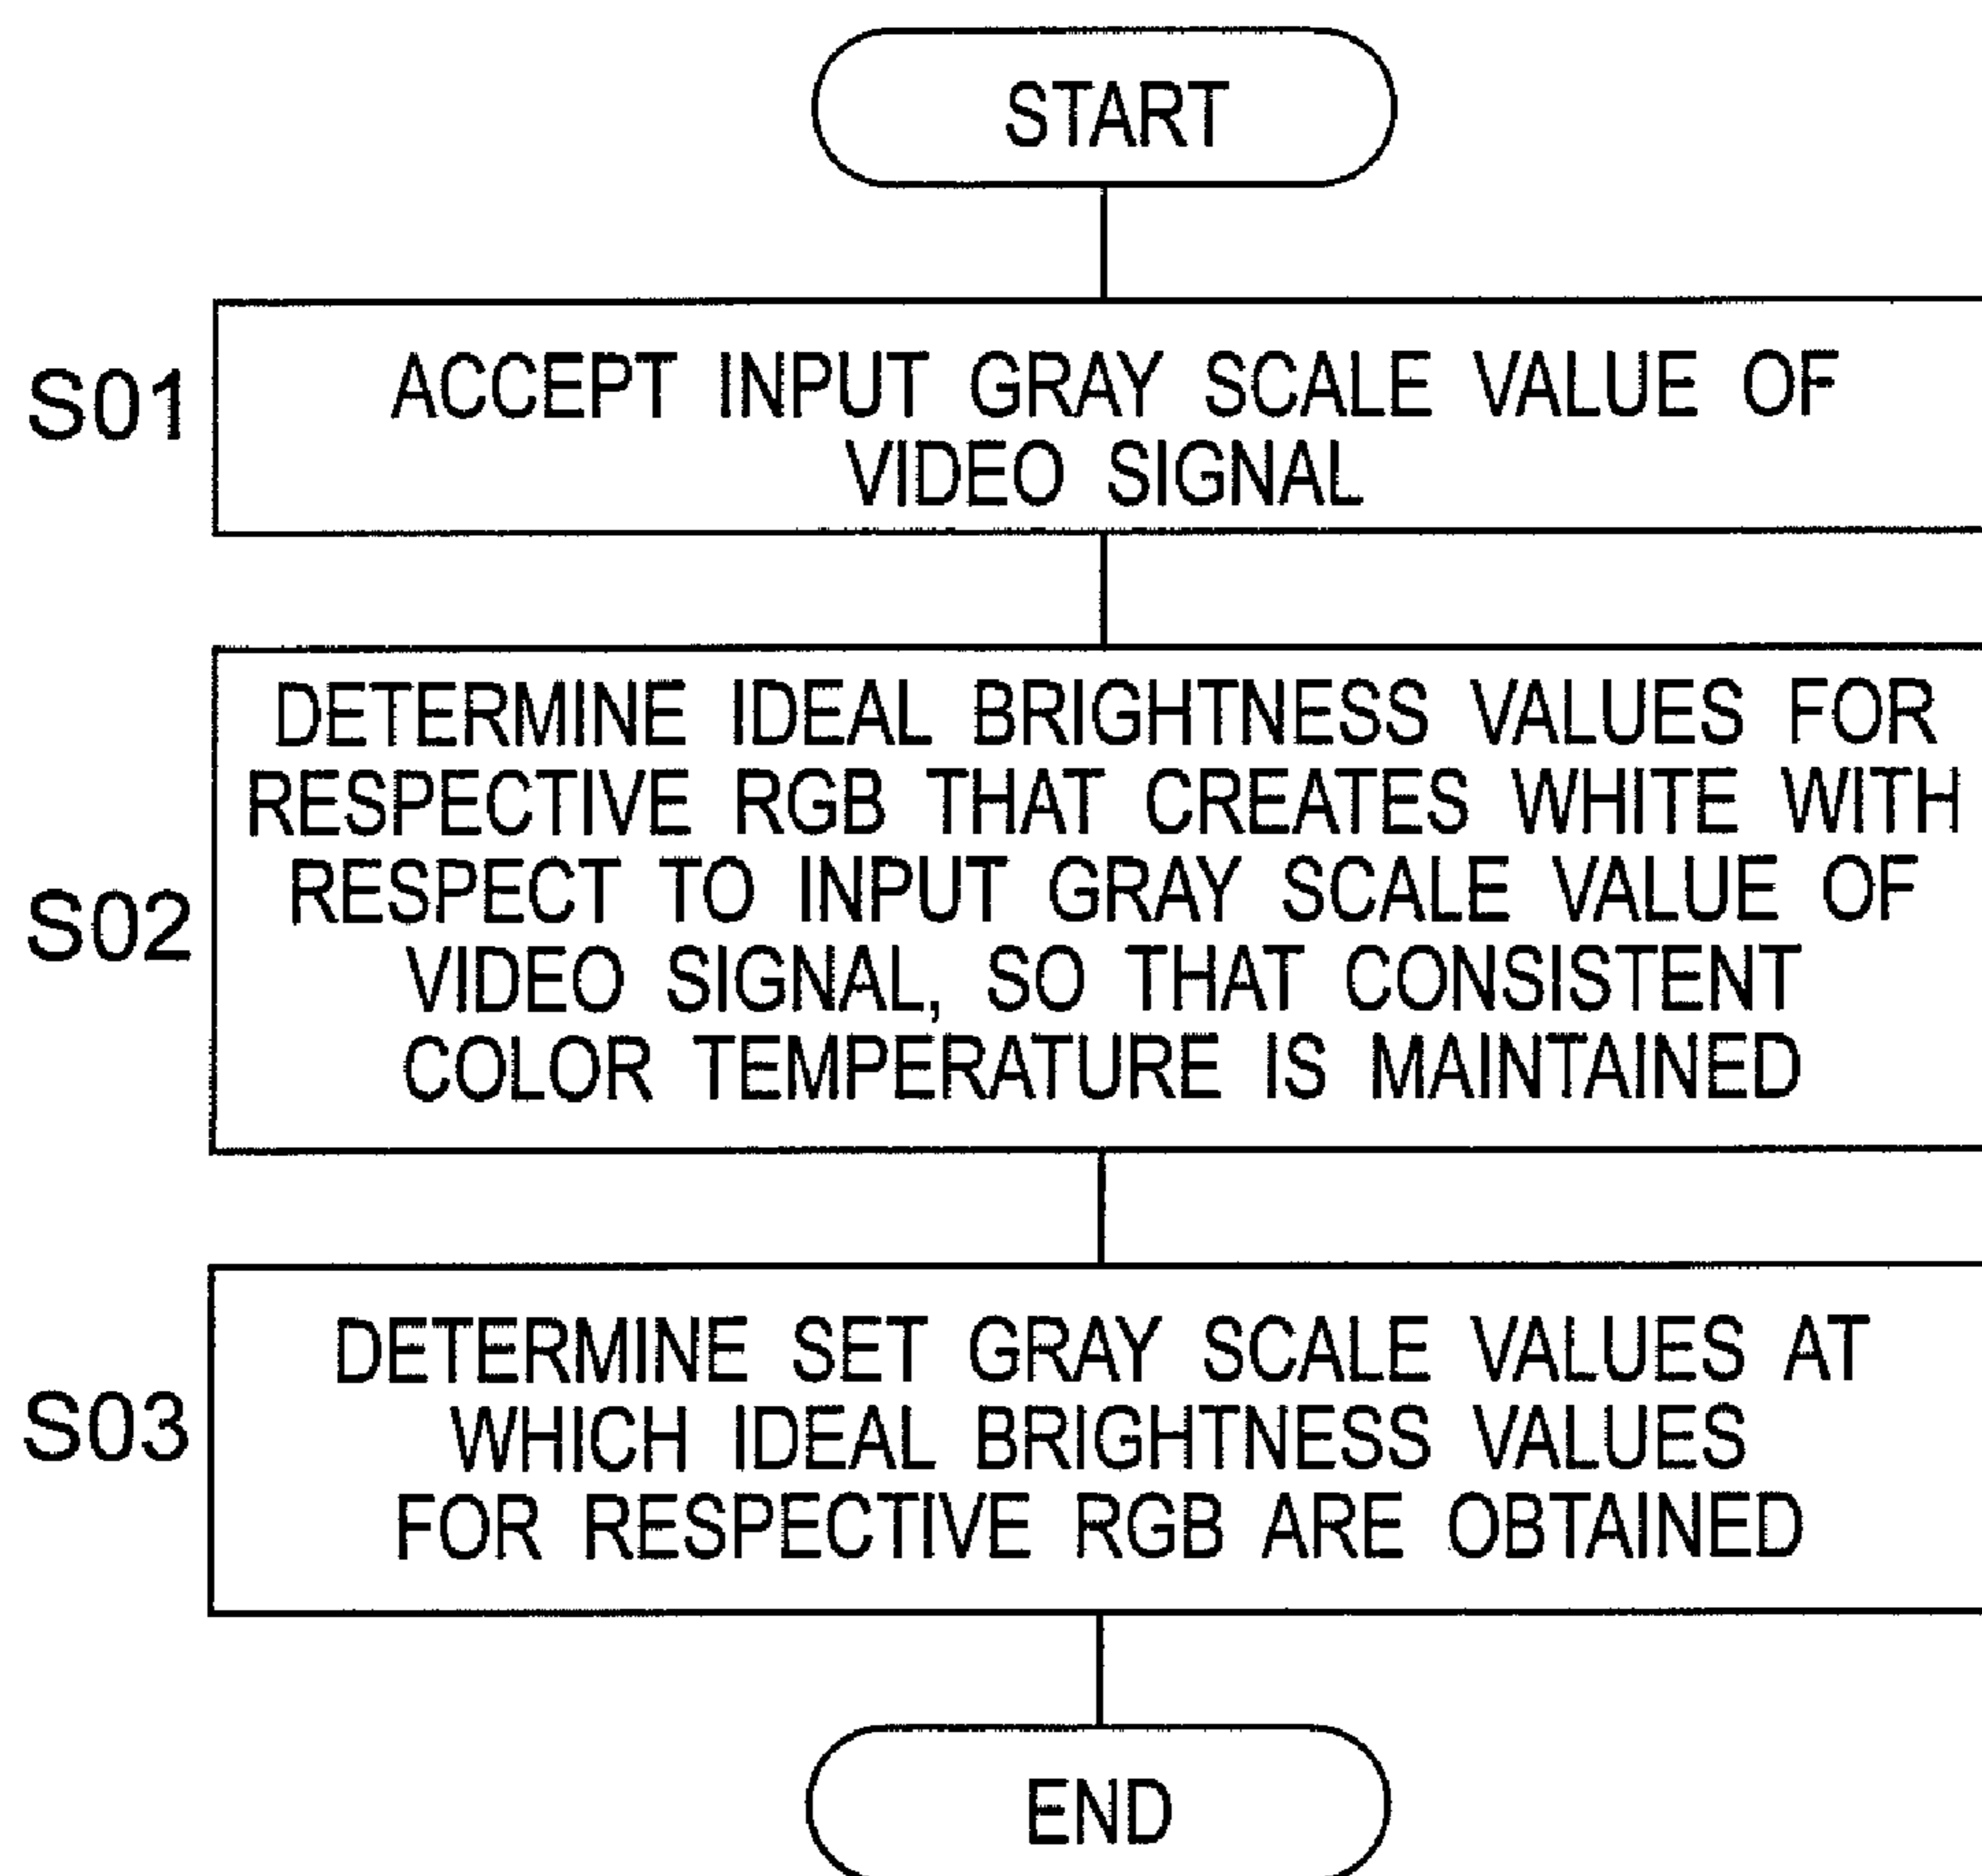 START
S01
ACCEPT INPUT GRAY SCALE VALUE OF
VIDEO SIGNAL
S02
DETERMINE IDEAL BRIGHTNESS VALUES FOR
RESPECTIVE RGB THAT CREATES WHITE WITH
RESPECT TO INPUT GRAY SCALE VALUE OF
VIDEO SIGNAL, SO THAT CONSISTENT
COLOR TEMPERATURE IS MAINTAINED
S03
DETERMINE SET GRAY SCALE VALUES AT
WHICH IDEAL BRIGHTNESS VALUES
FOR RESPECTIVE RGB ARE OBTAINED
END